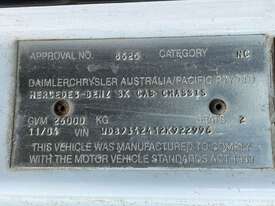 APPROVAL NO. 8626 CATEGORY NC
DAIMLERCHRYSLER AUSTRALIA/PACIFIC PTY LTD
MERCEDES-BENZ 3X CAB CHASSIS
GVM 26000 KG SEATS 2
11/04 VIN
THIS VEHICLE WAS MANUFACTURED TO COMPLY
WITH THE MOTOR VEHICLE STANDARDS ACT 1989